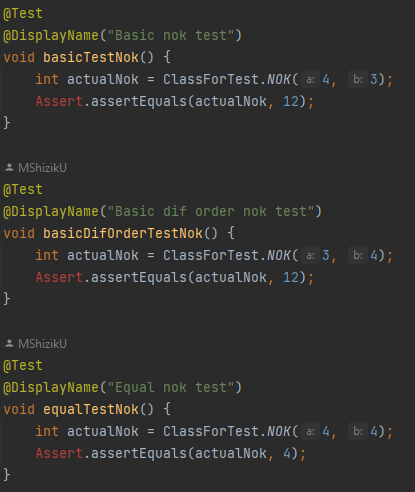 @Test
@DisplayName("Basic nok test")
void basicTestNok() {
    int actualNok = ClassForTest.NOK( a: 4, b: 3);
    Assert.assertEquals(actualNok, 12);
}
MShizikU
@Test
@DisplayName("Basic dif order nok test")
void basicDifOrderTestNok() {
    int actualNok = ClassForTest.NOK( a: 3, b: 4);
    Assert.assertEquals(actualNok, 12);
}
MShizikU
@Test
@DisplayName("Equal nok test")
void equalTestNok() {
    int actualNok = ClassForTest.NOK( a: 4, b: 4);
    Assert.assertEquals(actualNok, 4);
}